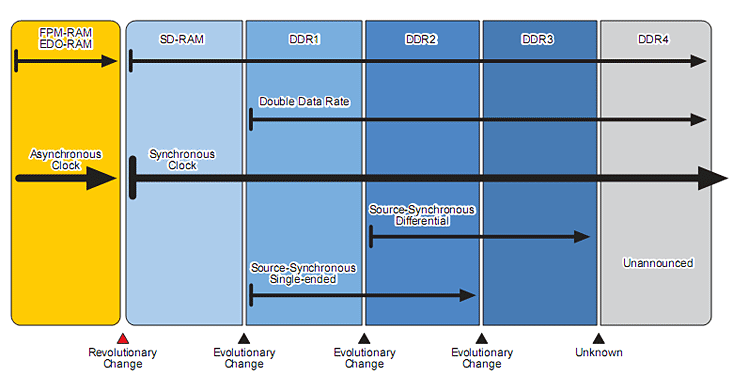 FPM-RAM
EDO-RAM
SD-RAM
DDR1
DDR2
DDR3
DDR4
Double Data Rate
Asynchronous
Clock
Synchronous
Clock
Source-Synchronous
Differential
Source-Synchronous
Single-ended
Unannounced
Revolutionary
Change
Evolutionary
Change
Evolutionary
Change
Evolutionary
Change
Unknown